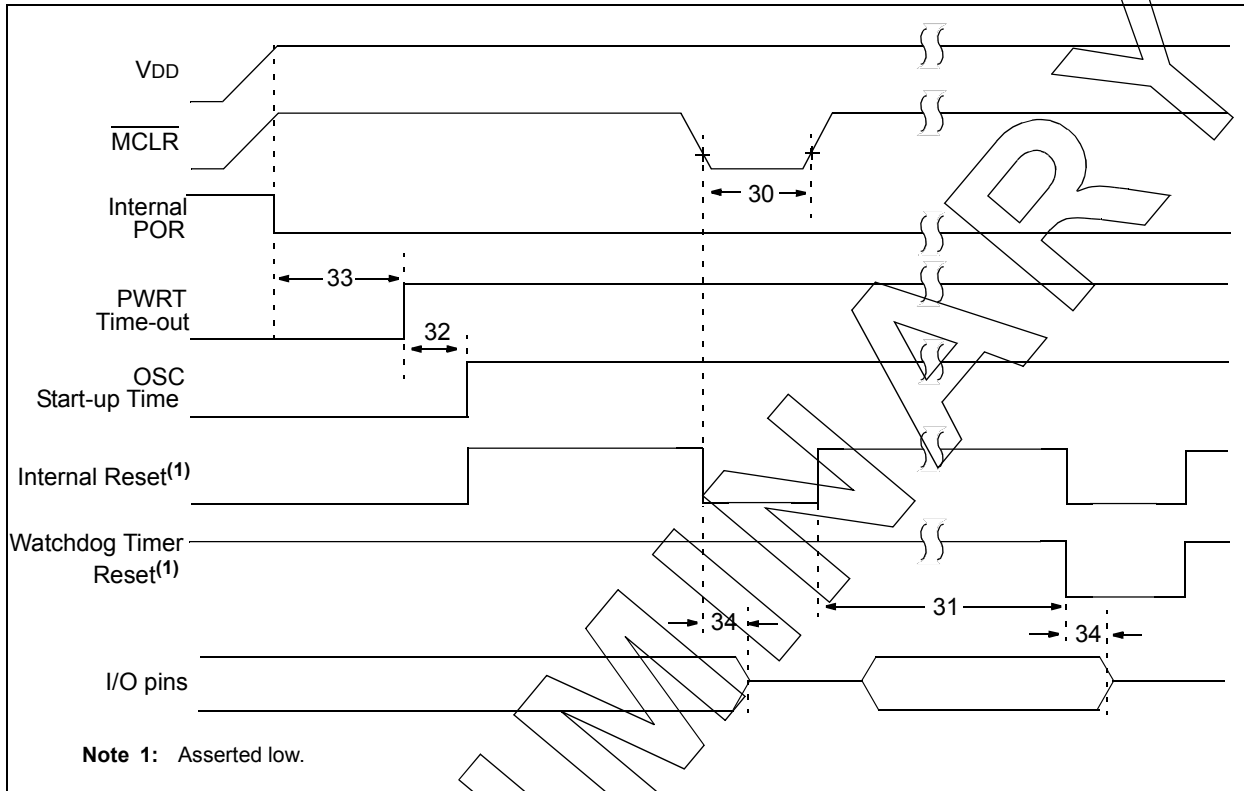 VDD
MCLR
30
Internal
POR
33
PWRT
Time-out
32
OSC
Start-up Time
Internal Reset(1)
Watchdog Timer
Reset(1)
31
34
34
I/O pins
Note 1: Asserted low.
IMINARY